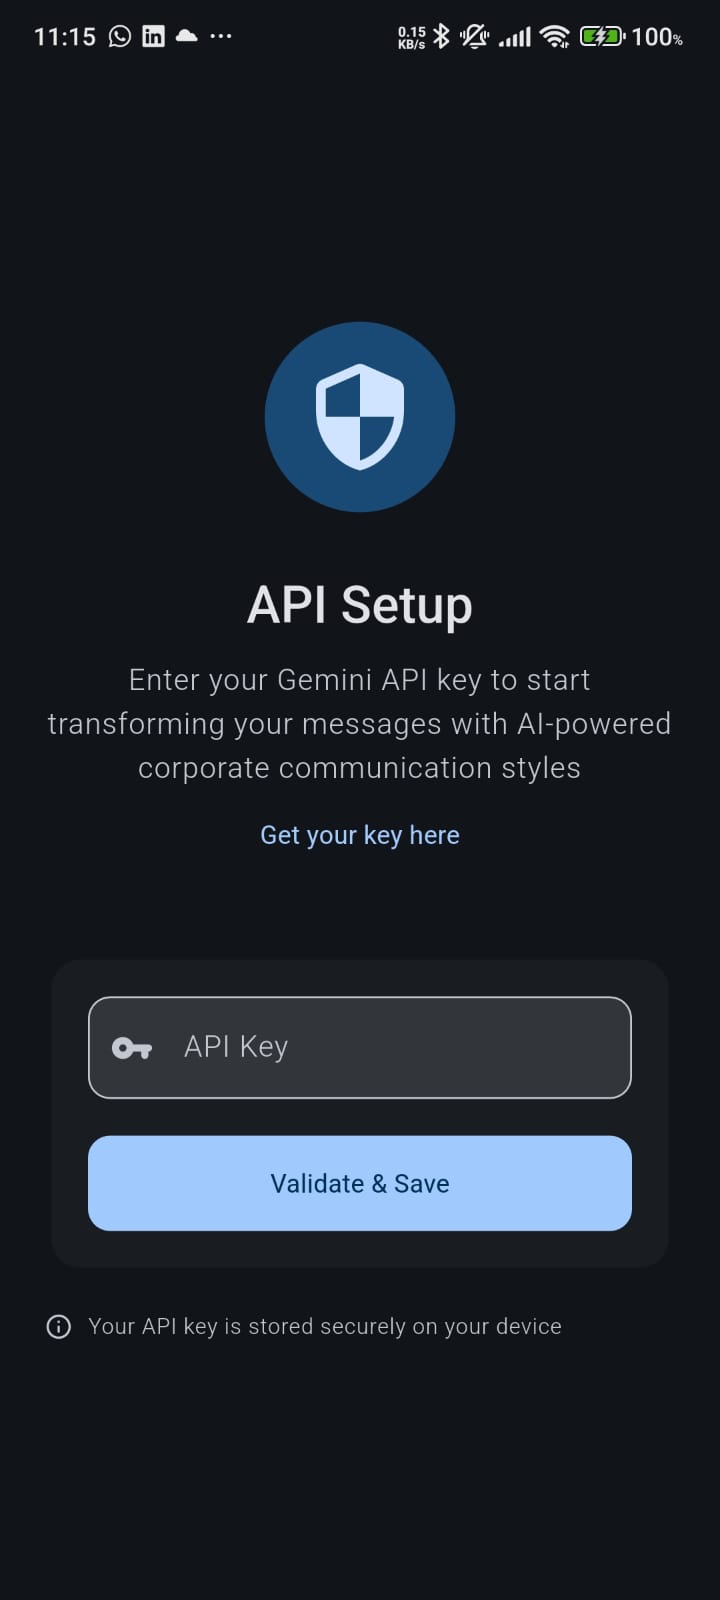 11:15 ... 0.15 KB/s 100%
API Setup
Enter your Gemini API key to start
transforming your messages with AI-powered
corporate communication styles
Get your key here
API Key
Validate & Save
Your API key is stored securely on your device